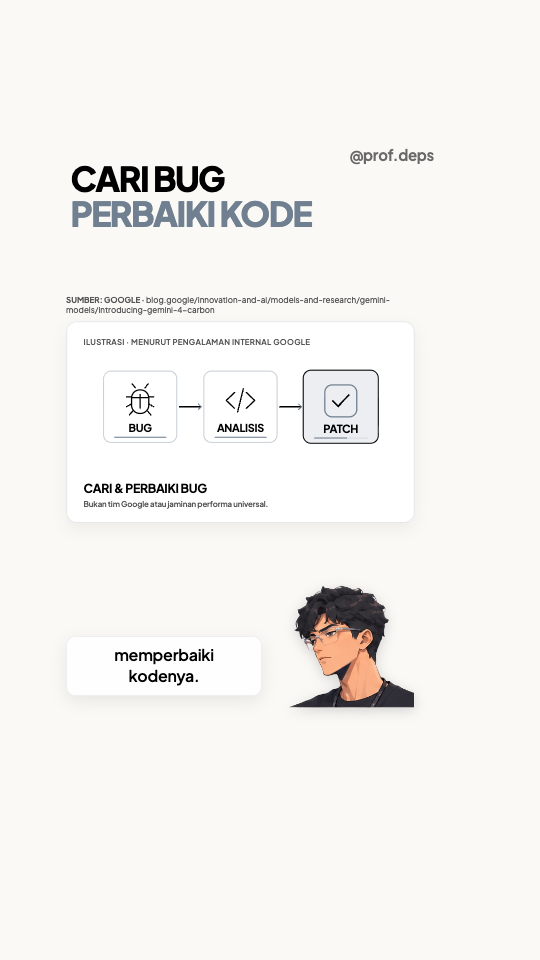 @prof.deps
CARI BUG
PERBAIKI KODE
SUMBER: GOOGLE · blog.google/innovation-and-ai/models-and-research/gemini-
models/introducing-gemini-4-carbon
ILUSTRASI · MENURUT PENGALAMAN INTERNAL GOOGLE
BUG
ANALISIS
PATCH
CARI & PERBAIKI BUG
Bukan tim Google atau jaminan performa universal.
memperbaiki
kodenya.